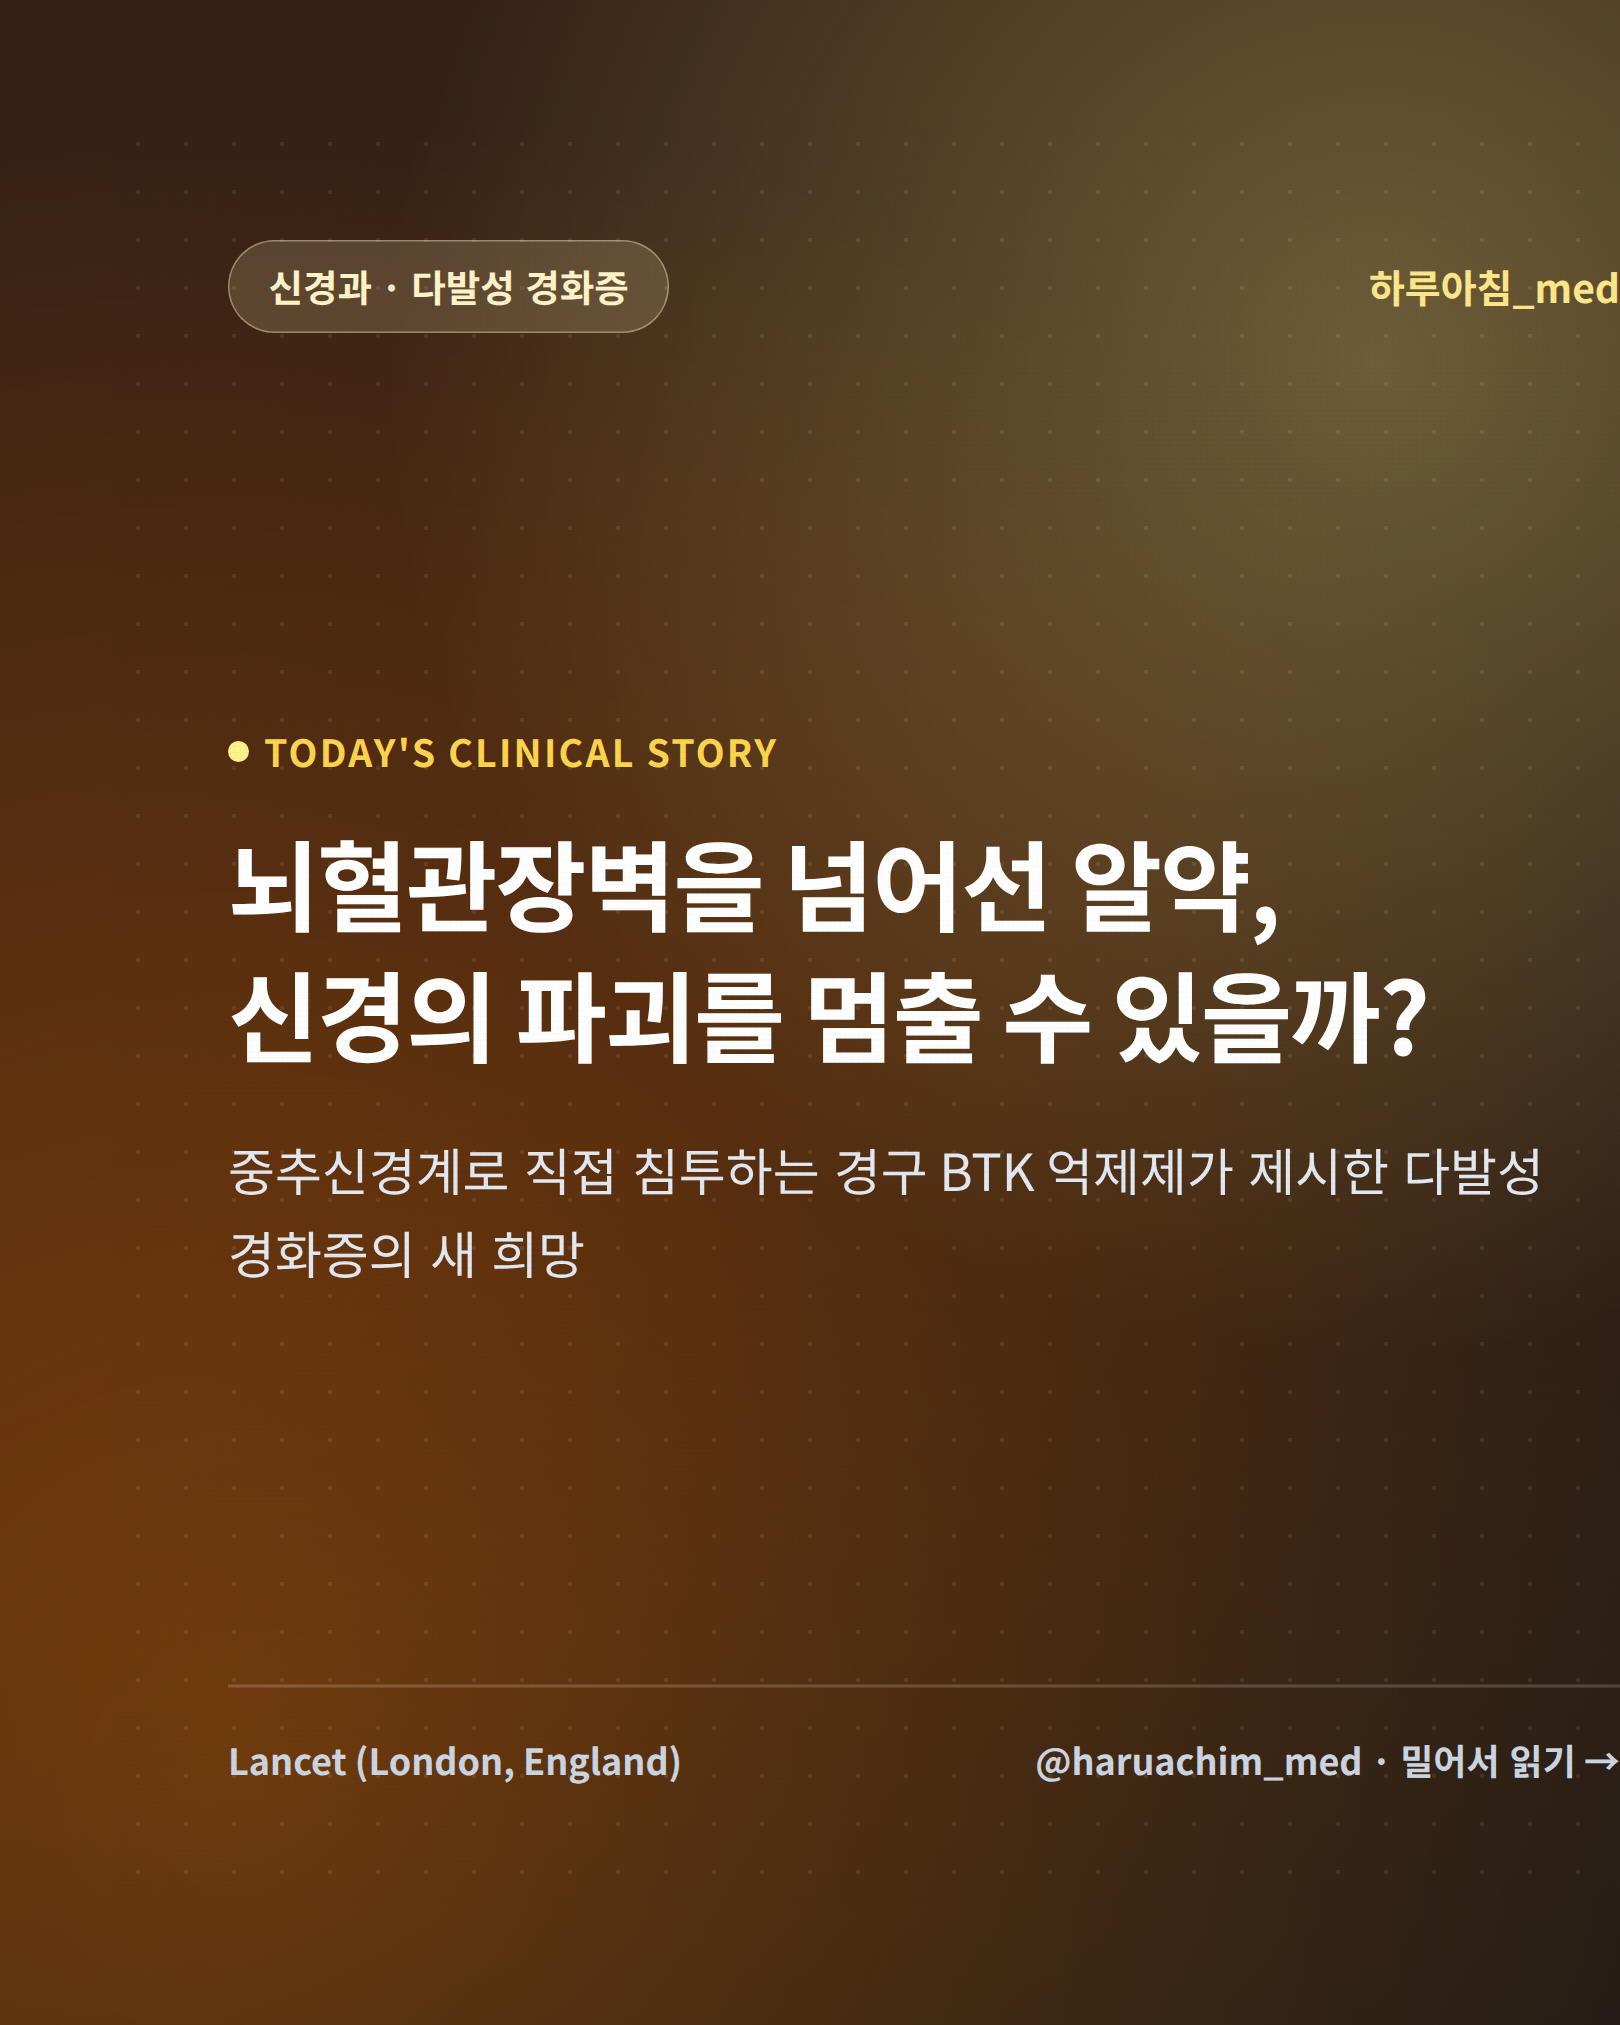 신경과 · 다발성 경화증
하루아침_med
TODAY'S CLINICAL STORY
뇌혈관장벽을 넘어선 알약,
신경의 파괴를 멈출 수 있을까?
중추신경계로 직접 침투하는 경구 BTK 억제제가 제시한 다발성
경화증의 새 희망
Lancet (London, England)
@haruachim_med · 밀어서 읽기 →